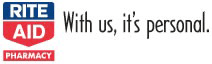 RITE
AID
PHARMACY
With us, it's personal.